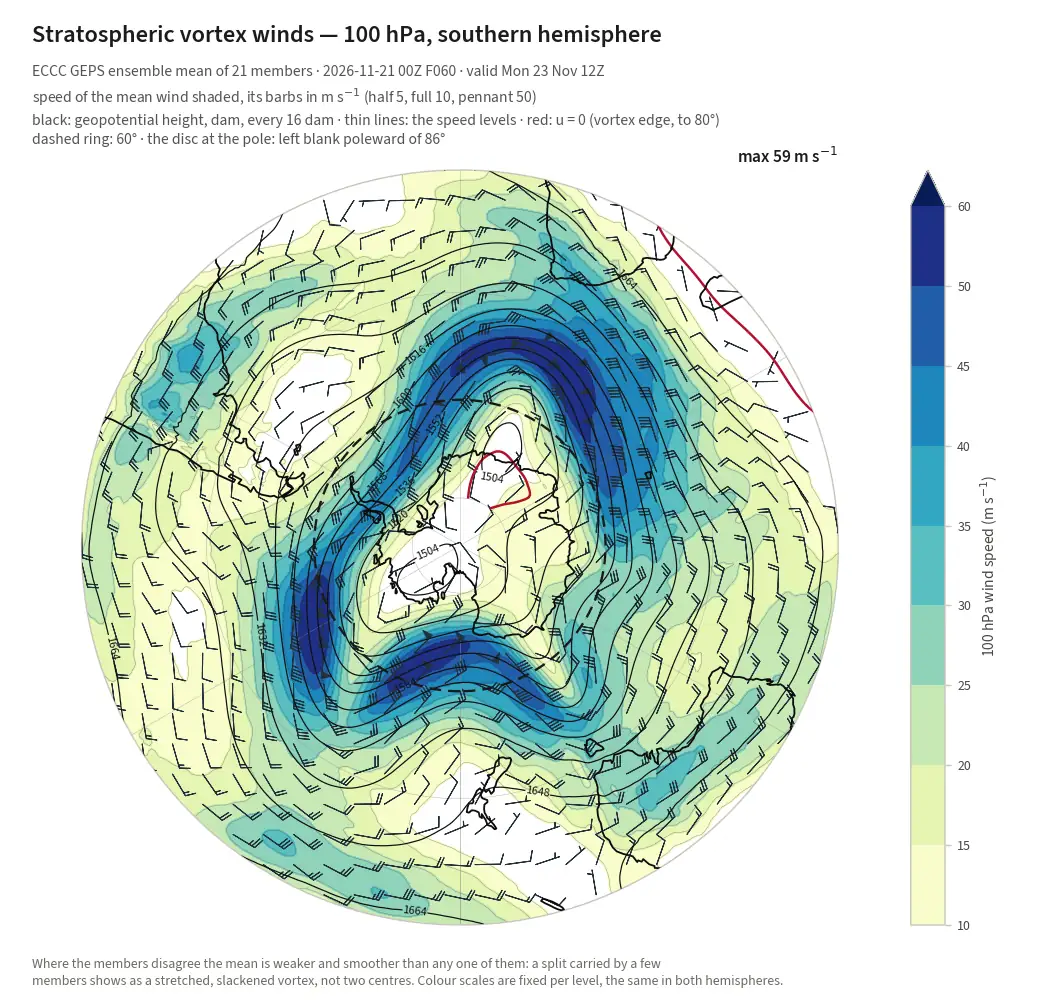 Stratospheric vortex winds — 100 hPa, southern hemisphere
ECCC GEPS ensemble mean of 21 members · 2026-11-21 00Z F060 · valid Mon 23 Nov 12Z
speed of the mean wind shaded, its barbs in m s⁻¹ (half 5, full 10, pennant 50)
black: geopotential height, dam, every 16 dam · thin lines: the speed levels · red: u = 0 (vortex edge, to 80°)
dashed ring: 60° · the disc at the pole: left blank poleward of 86°
max 59 m s⁻¹
60
50
45
40
35
30
25
20
15
10
100 hPa wind speed (m s⁻¹)
1664
1616
1600
1552
1504
1536
1520
1504
1632
1664
1584
1648
1664
Where the members disagree the mean is weaker and smoother than any one of them: a split carried by a few
members shows as a stretched, slackened vortex, not two centres. Colour scales are fixed per level, the same in both hemispheres.